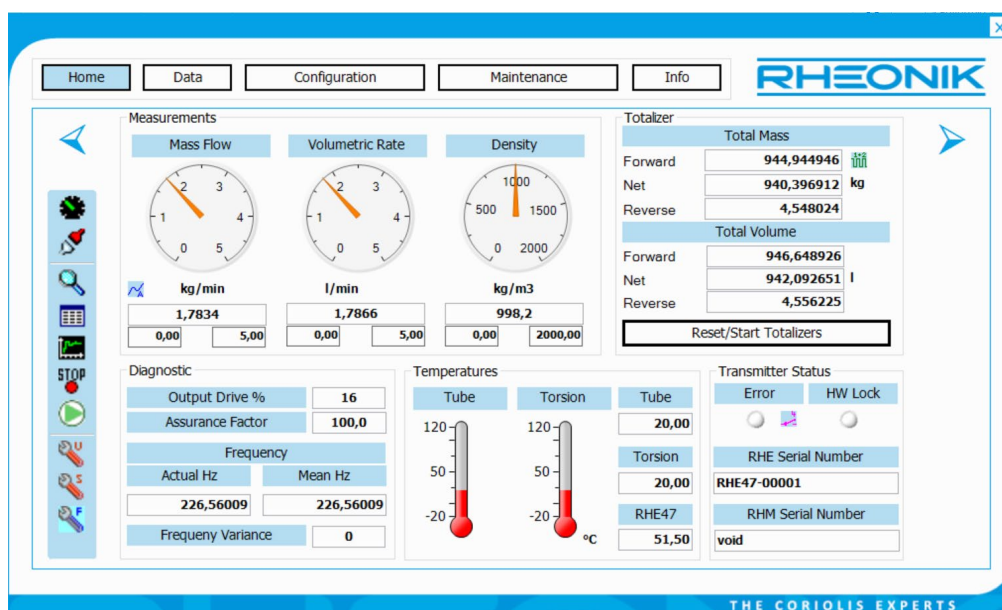 Home Data Configuration Maintenance Info
RHEONIK
Measurements
Mass Flow Volumetric Rate Density
0 1 2 3 4 5
0 1 2 3 4 5
0 500 1000 1500 2000
kg/min l/min kg/m3
1,7834 1,7866 998,2
0,00 5,00 0,00 5,00 0,00 2000,00
Totalizer
Total Mass
Forward 944,944946
Net 940,396912 kg
Reverse 4,548024
Total Volume
Forward 946,648926
Net 942,092651 l
Reverse 4,556225
Reset/Start Totalizers
STOP
U
S
F
Diagnostic
Output Drive % 16
Assurance Factor 100,0
Frequency
Actual Hz Mean Hz
226,56009 226,56009
Frequeny Variance 0
Temperatures
Tube Torsion Tube
120 120 20,00
Torsion
50 50 20,00
RHE47
-20 -20 51,50
°C
Transmitter Status
Error HW Lock
RHE Serial Number
RHE47-00001
RHM Serial Number
void
THE CORIOLIS EXPERTS